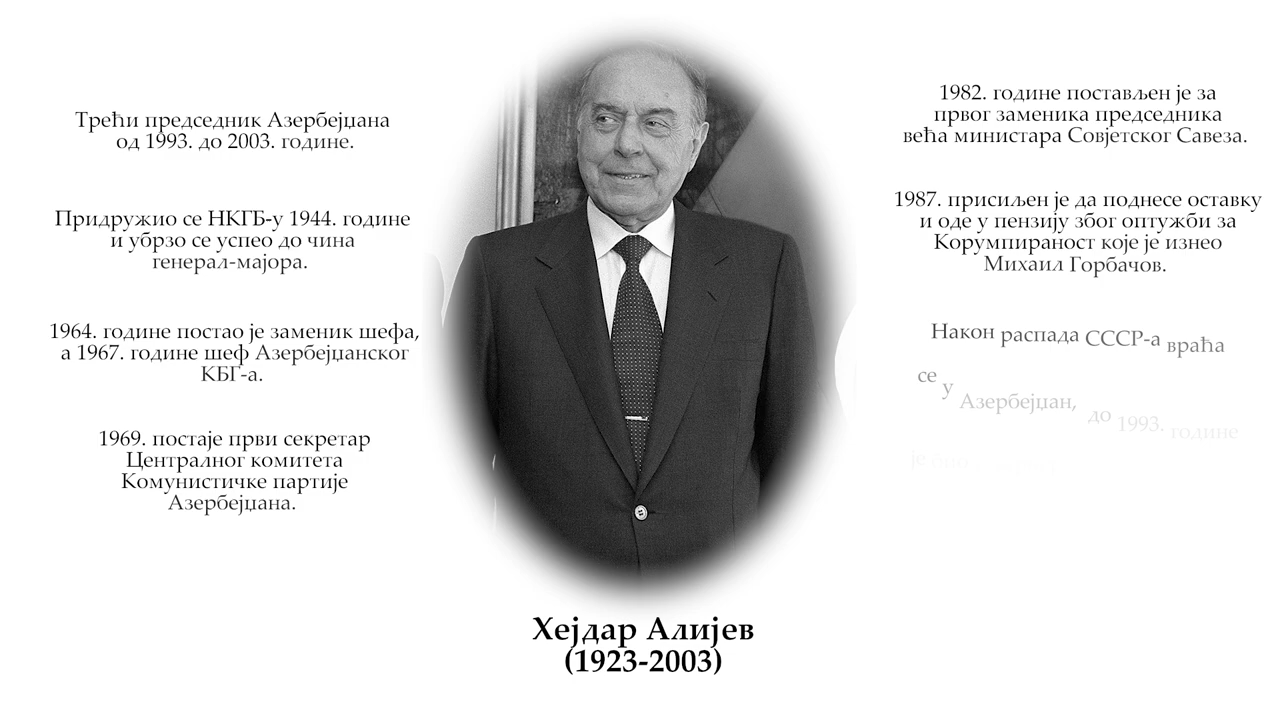 Трећи председник Азербејџана
од 1993. до 2003. године.
Придружио се НКГБ-у 1944. године
и убрзо се успео до чина
генерал-мајора.
1964. године постао је заменик шефа,
а 1967. године шеф Азербејџанског
КБГ-а.
1969. постаје први секретар
Централног комитета
Комунистичке партије
Азербејџана.
1982. године постављен је за
првог заменика председника
већа министара Совјетског Савеза.
1987. присиљен је да поднесе оставку
и оде у пензију због оптужби за
Корумпираност које је изнео
Михаил Горбачов.
Након распада СССР-а враћа
се у Азербејџан, до 1993. године
је
Хејдар Алијев
(1923-2003)